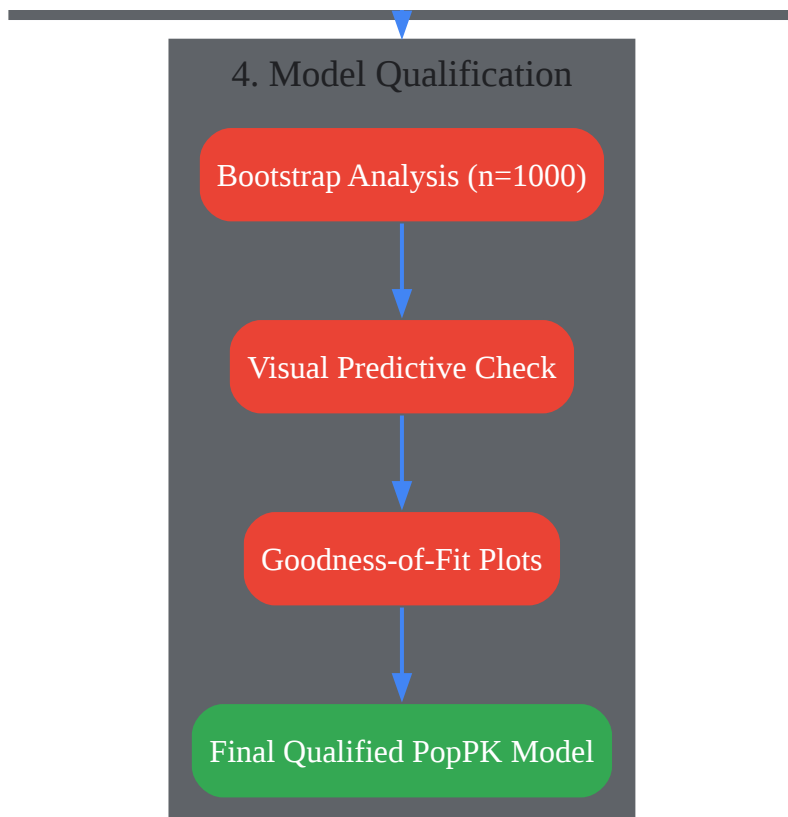 4. Model Qualification
Bootstrap Analysis (n=1000)
Visual Predictive Check
Goodness-of-Fit Plots
Final Qualified PopPK Model